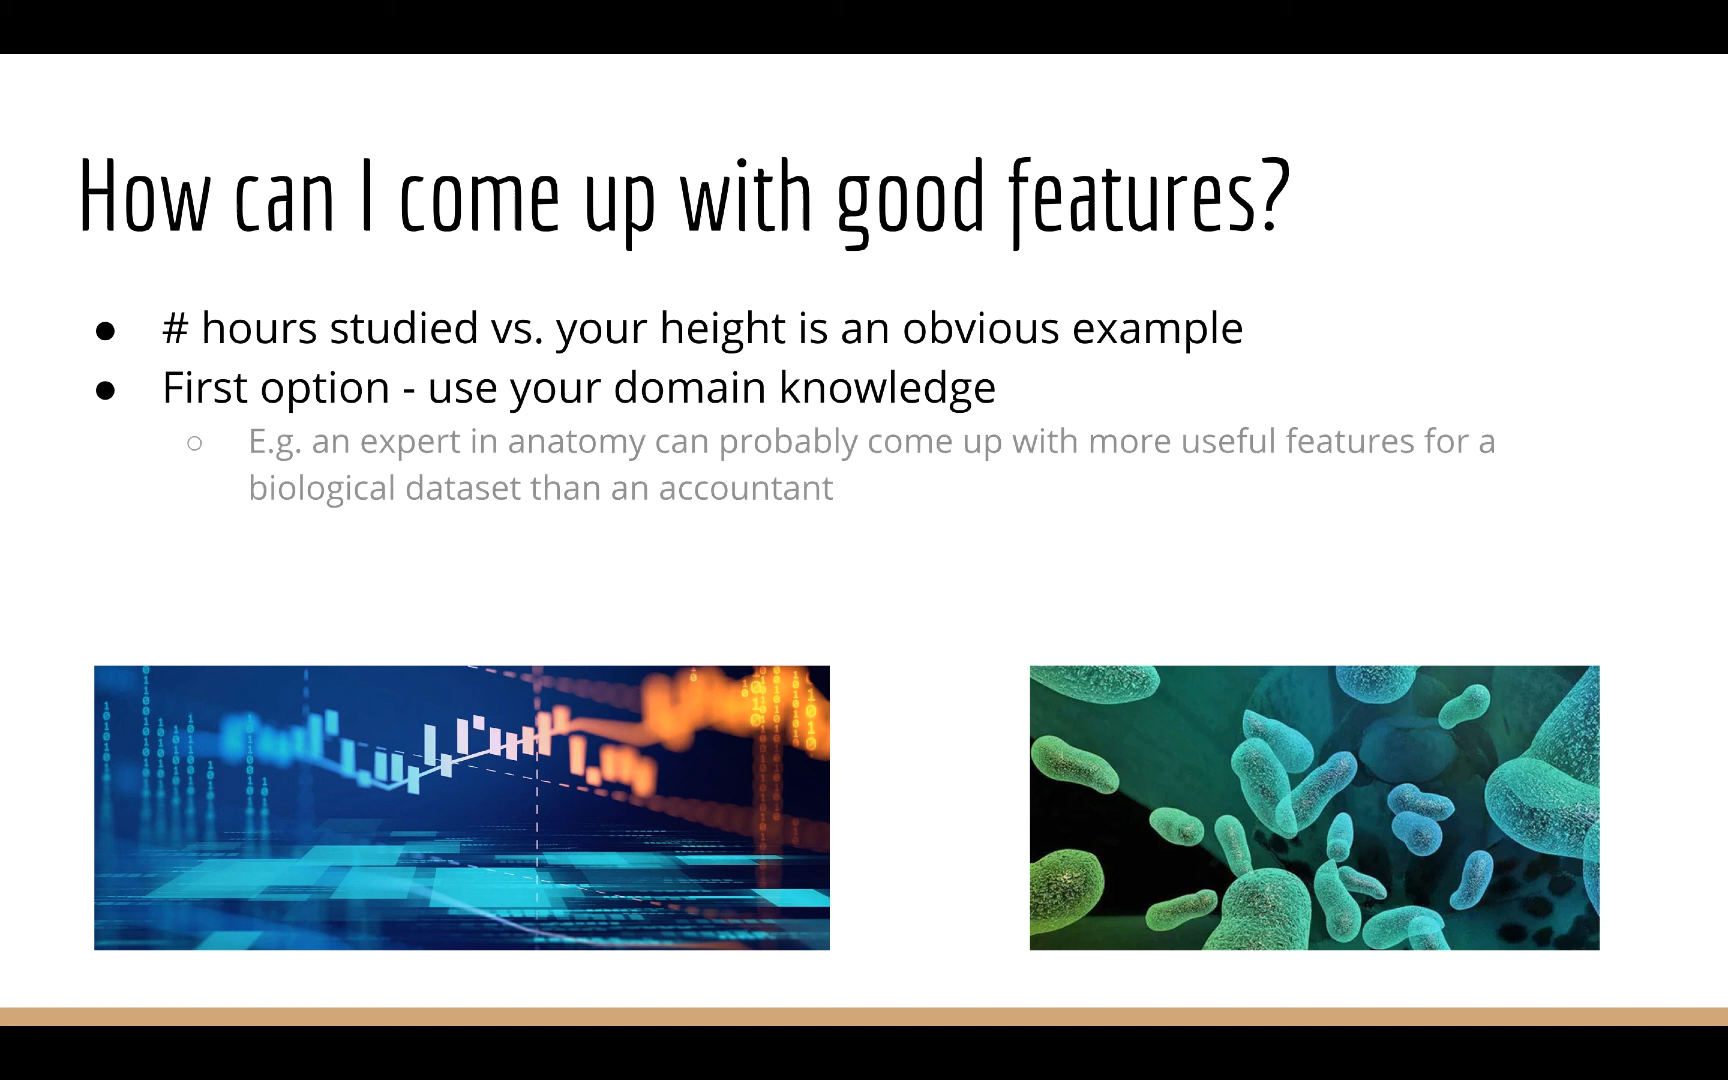 How can I come up with good features?
● # hours studied vs. your height is an obvious example
● First option - use your domain knowledge
○ E.g. an expert in anatomy can probably come up with more useful features for a
biological dataset than an accountant